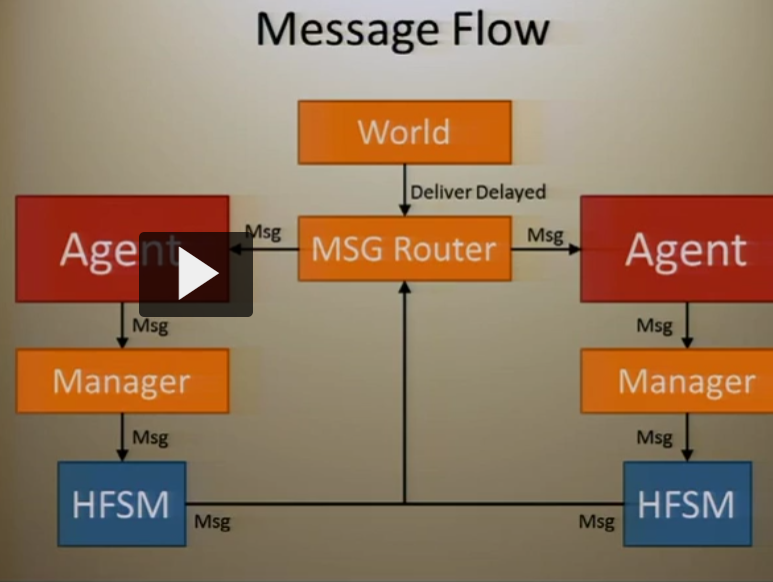 Message Flow
World
Deliver Delayed
Agent
Msg
MSG Router
Msg
Agent
Msg
Msg
Manager
Manager
Msg
Msg
HFSM
HFSM
Msg
Msg